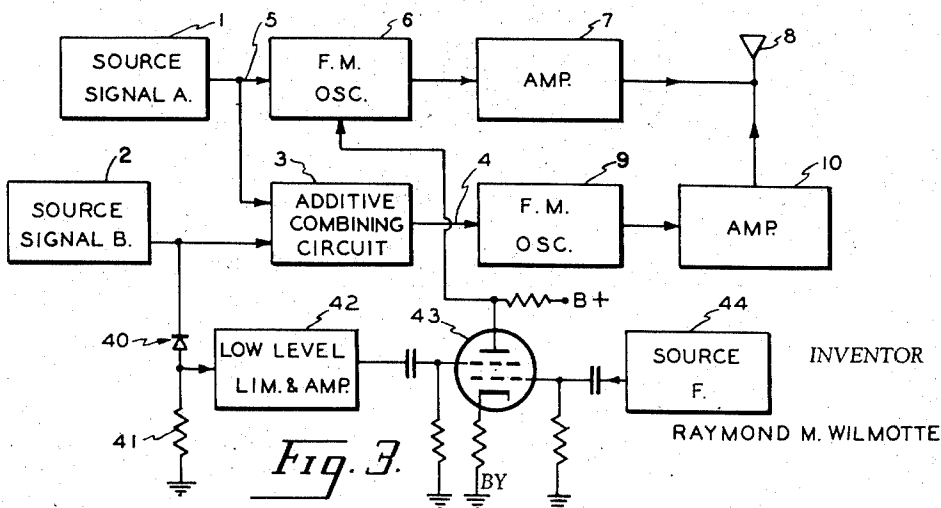 1
SOURCE
SIGNAL A.
5
6
F. M.
OSC.
7
AMP.
8
2
SOURCE
SIGNAL B.
3
ADDITIVE
COMBINING
CIRCUIT
4
9
F. M.
OSC.
10
AMP.
B+
40
41
42
LOW LEVEL
LIM. & AMP.
43
44
SOURCE
F.
INVENTOR
RAYMOND M. WILMOTTE
Fig. 3.
BY